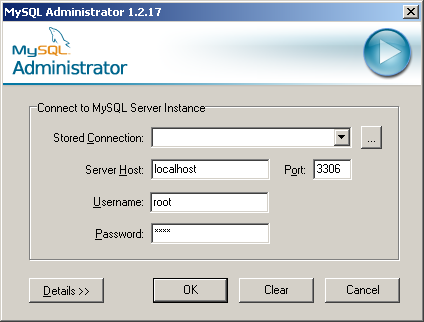 MySQL Administrator 1.2.17
MySQL
Administrator
Connect to MySQL Server Instance
Stored Connection:
...
Server Host: localhost Port: 3306
Username: root
Password: ****
Details >> OK Clear Cancel